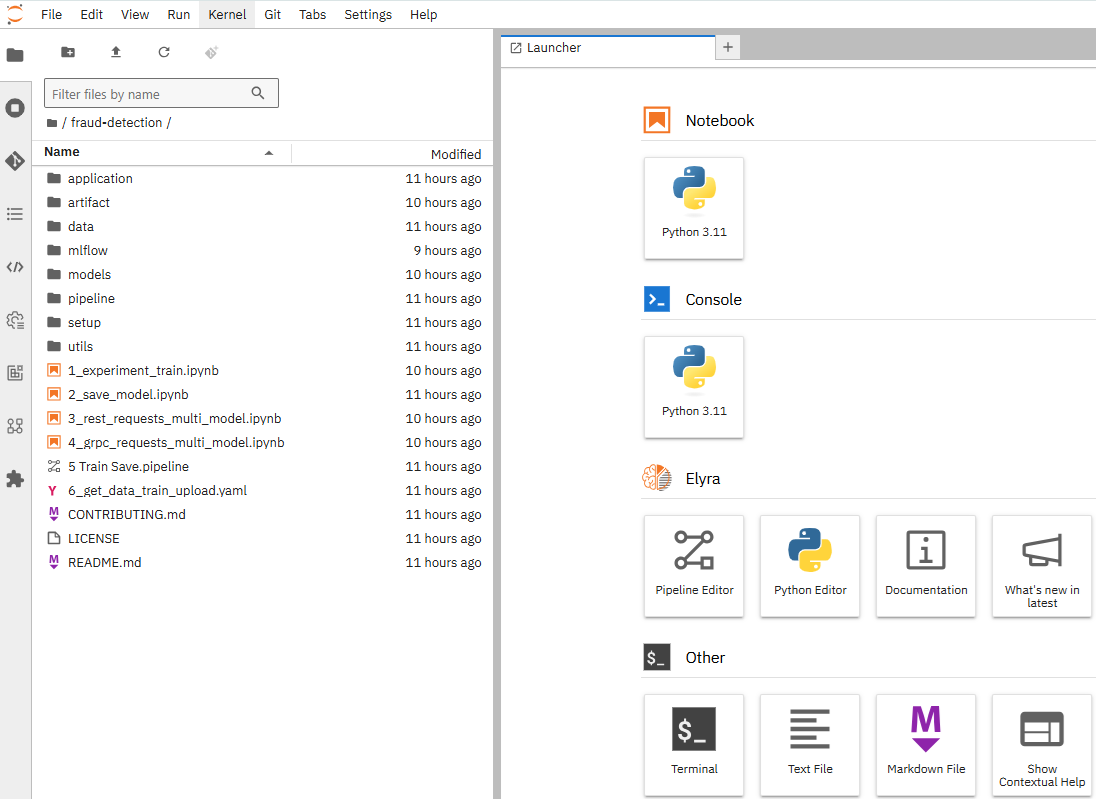 File Edit View Run Kernel Git Tabs Settings Help
Filter files by name
/ fraud-detection /
Name Modified
application 11 hours ago
artifact 10 hours ago
data 11 hours ago
mlflow 9 hours ago
models 10 hours ago
pipeline 11 hours ago
setup 11 hours ago
utils 11 hours ago
1_experiment_train.ipynb 10 hours ago
2_save_model.ipynb 11 hours ago
3_rest_requests_multi_model.ipynb 10 hours ago
4_grpc_requests_multi_model.ipynb 10 hours ago
5 Train Save.pipeline 11 hours ago
Y 6_get_data_train_upload.yaml 11 hours ago
M CONTRIBUTING.md 11 hours ago
LICENSE 11 hours ago
M README.md 11 hours ago
Launcher
Notebook
Python 3.11
Console
Python 3.11
Elyra
Pipeline Editor
Python Editor
Documentation
What's new in
latest
$_ Other
$_
Terminal
Text File
M
Markdown File
Show
Contextual Help